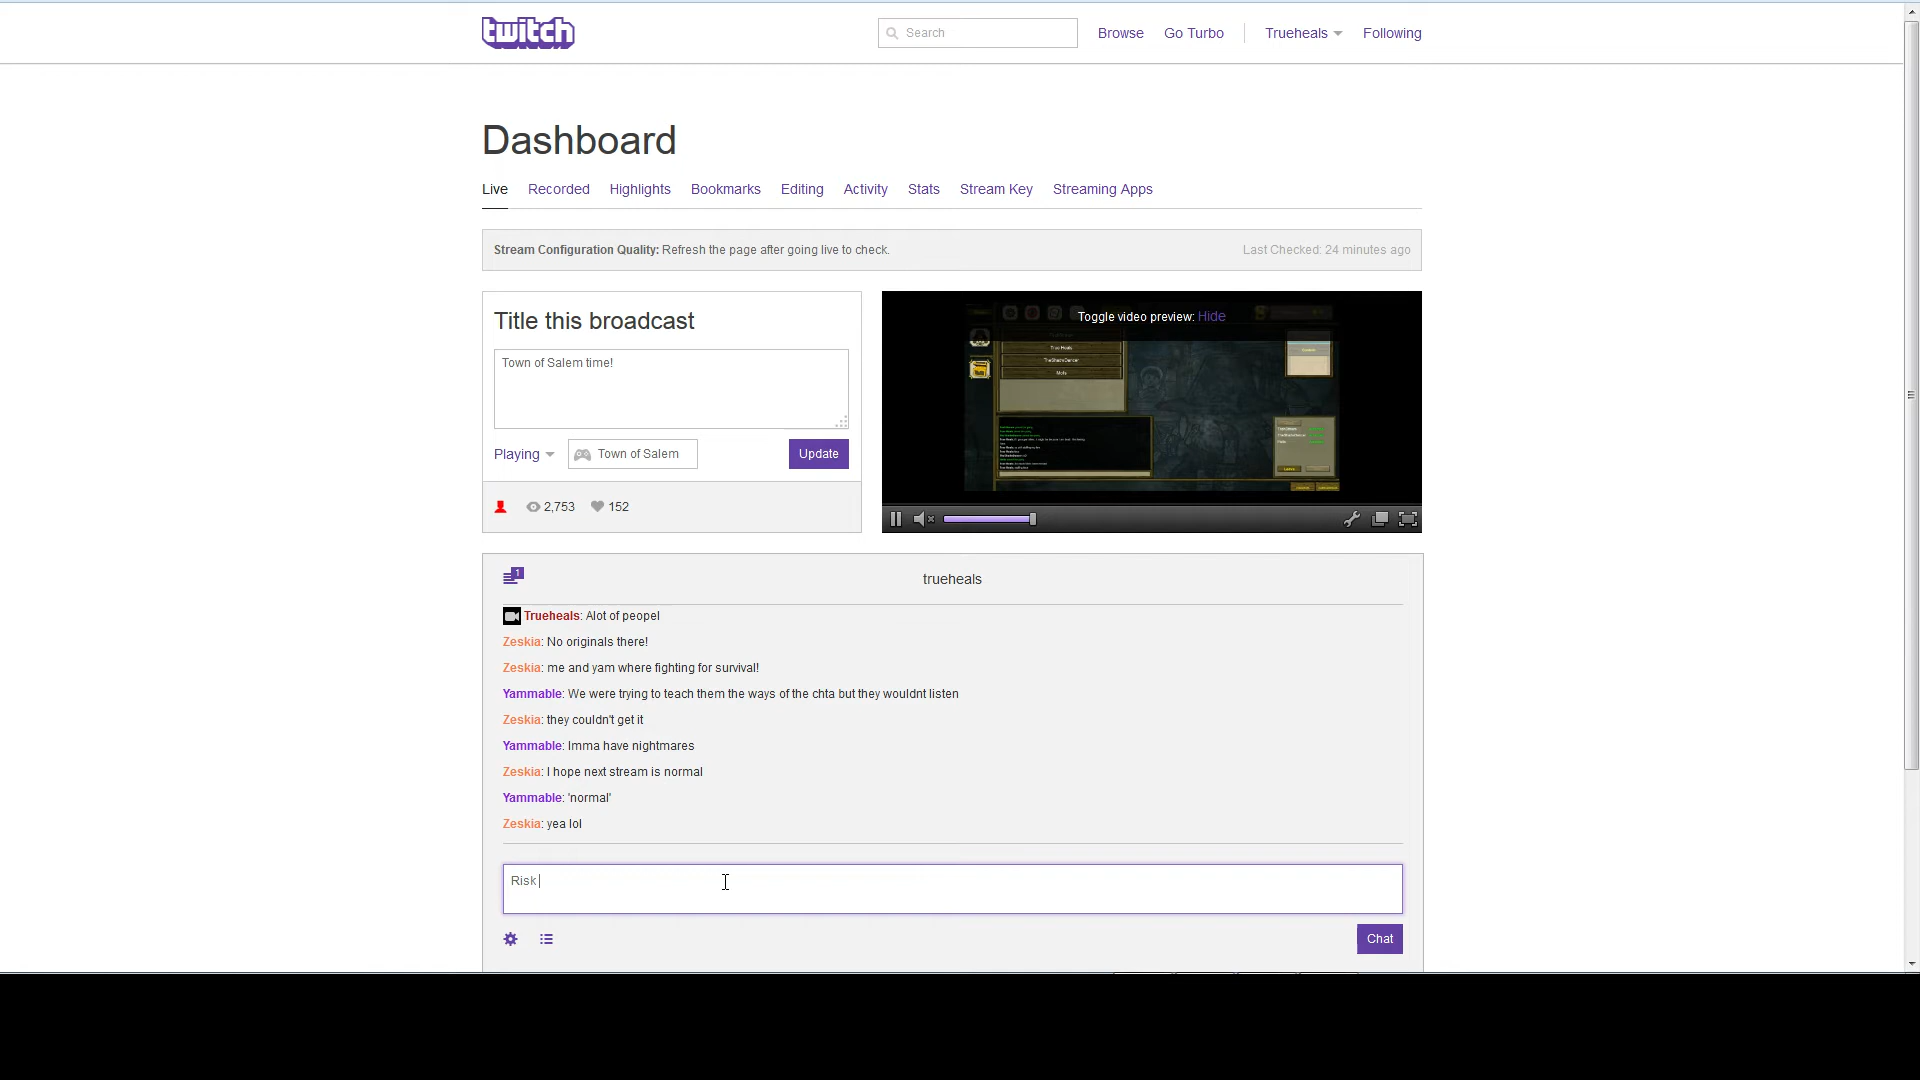 twitch
Search
Browse
Go Turbo
Trueheals
Following
Dashboard
Live
Recorded
Highlights
Bookmarks
Editing
Activity
Stats
Stream Key
Streaming Apps
Stream Configuration Quality: Refresh the page after going live to check.
Last Checked: 24 minutes ago
Title this broadcast
Town of Salem time!
Playing
Town of Salem
Update
2,753
152
Toggle video preview: Hide
True Heals
Mafs
1
trueheals
Trueheals: Alot of peopel
Zeskia: No originals there!
Zeskia: me and yam where fighting for survival!
Yammable: We were trying to teach them the ways of the chta but they wouldnt listen
Zeskia: they couldn't get it
Yammable: Imma have nightmares
Zeskia: I hope next stream is normal
Yammable: 'normal'
Zeskia: yea lol
Risk
Chat